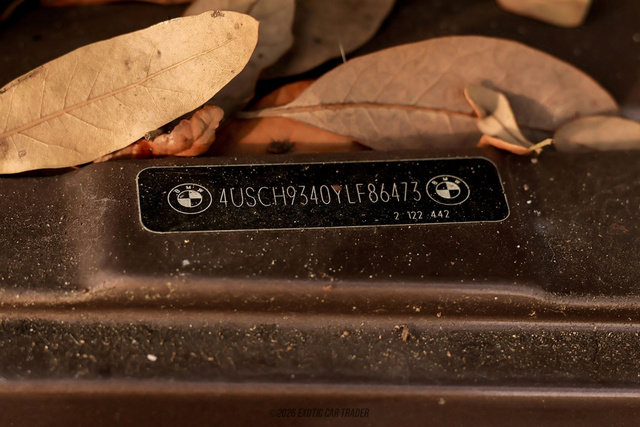 BMW 4USCH9340YLF86473 BMW
2 122 442
©2026 EXOTIC CAR TRADER